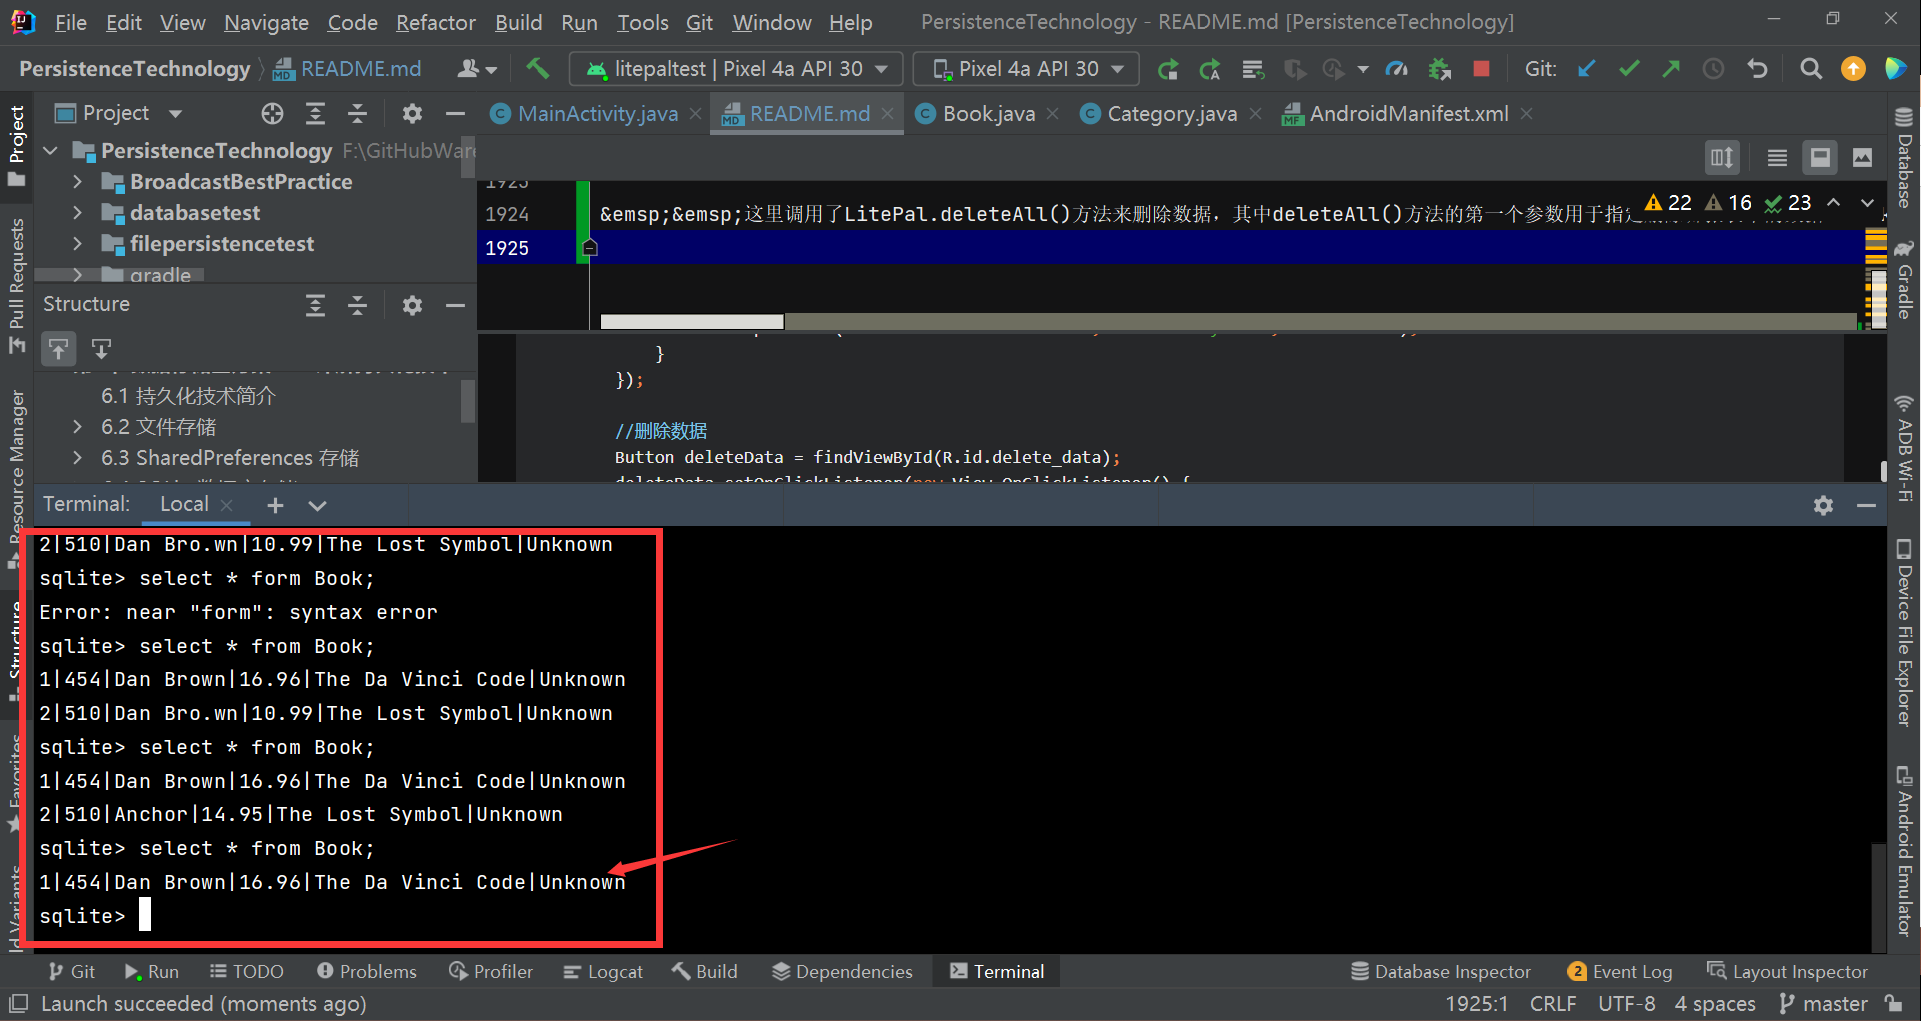 File Edit View Navigate Code Refactor Build Run Tools Git Window Help PersistenceTechnology - README.md [PersistenceTechnology]
PersistenceTechnology README.md litepaltest | Pixel 4a API 30 Pixel 4a API 30 Git:
Project
MainActivity.java README.md Book.java Category.java AndroidManifest.xml
PersistenceTechnology F:\GitHubWare
BroadcastBestPractice
databasetest
filepersistencetest
gradle
Structure
6.1 持久化技术简介
6.2 文件存储
6.3 SharedPreferences 存储
1923
1924 &emsp;&emsp;这里调用了LitePal.deleteAll()方法来删除数据，其中deleteAll()方法的第一个参数用于指定
22 16 23
1925
}
});
//删除数据
Button deleteData = findViewById(R.id.delete_data);
deleteData.setOnClickListener(new View.OnClickListener() {
Terminal: Local
2|510|Dan Bro.wn|10.99|The Lost Symbol|Unknown
sqlite> select * form Book;
Error: near "form": syntax error
sqlite> select * from Book;
1|454|Dan Brown|16.96|The Da Vinci Code|Unknown
2|510|Dan Bro.wn|10.99|The Lost Symbol|Unknown
sqlite> select * from Book;
1|454|Dan Brown|16.96|The Da Vinci Code|Unknown
2|510|Anchor|14.95|The Lost Symbol|Unknown
sqlite> select * from Book;
1|454|Dan Brown|16.96|The Da Vinci Code|Unknown
sqlite>
Project
Pull Requests
Resource Manager
Structure
Favorites
ld Variants
Database
Gradle
ADB Wi-Fi
Device File Explorer
Android Emulator
Git Run TODO Problems Profiler Logcat Build Dependencies Terminal Database Inspector 2 Event Log Layout Inspector
Launch succeeded (moments ago) 1925:1 CRLF UTF-8 4 spaces master